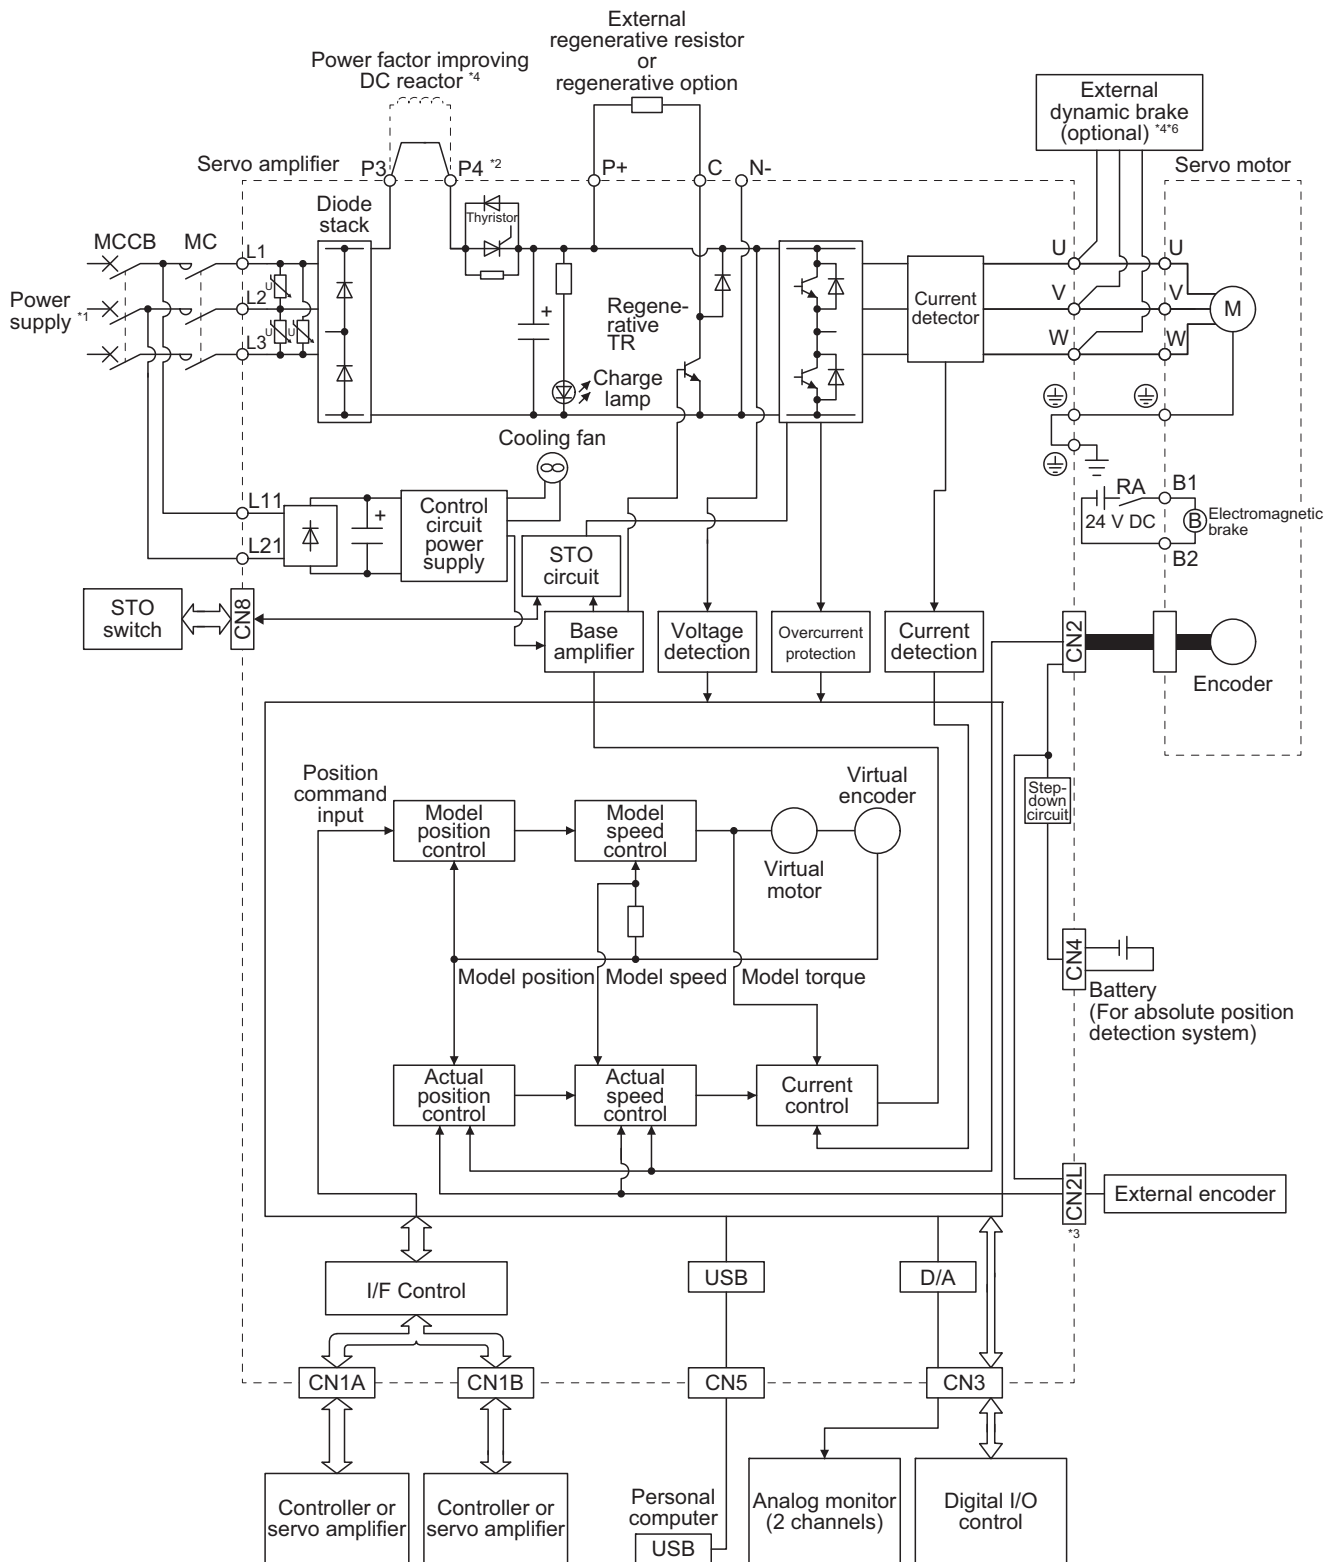 External
regenerative resistor
or
regenerative option
Power factor improving
DC reactor *4
External
dynamic brake
(optional) *4*6
Servo amplifier
P3
P4 *2
P+
C
N-
Servo motor
Diode
stack
Thyristor
MCCB
MC
L1
L2
L3
Power
supply *1
U
U
U
+
Regene-
rative
TR
Charge
lamp
Current
detector
U
V
W
U
V
W
M
Cooling fan
L11
L21
+
Control
circuit
power
supply
STO
circuit
RA
24 V DC
B1
B
B2
Electromagnetic
brake
STO
switch
CN8
Base
amplifier
Voltage
detection
Overcurrent
protection
Current
detection
CN2
Encoder
Position
command
input
Model
position
control
Model
speed
control
Virtual
encoder
Virtual
motor
Step-
down
circuit
Model position
Model speed
Model torque
CN4
Battery
(For absolute position
detection system)
Actual
position
control
Actual
speed
control
Current
control
CN2L
*3
External encoder
I/F Control
USB
D/A
CN1A
CN1B
CN5
CN3
Controller or
servo amplifier
Controller or
servo amplifier
Personal
computer
USB
Analog monitor
(2 channels)
Digital I/O
control